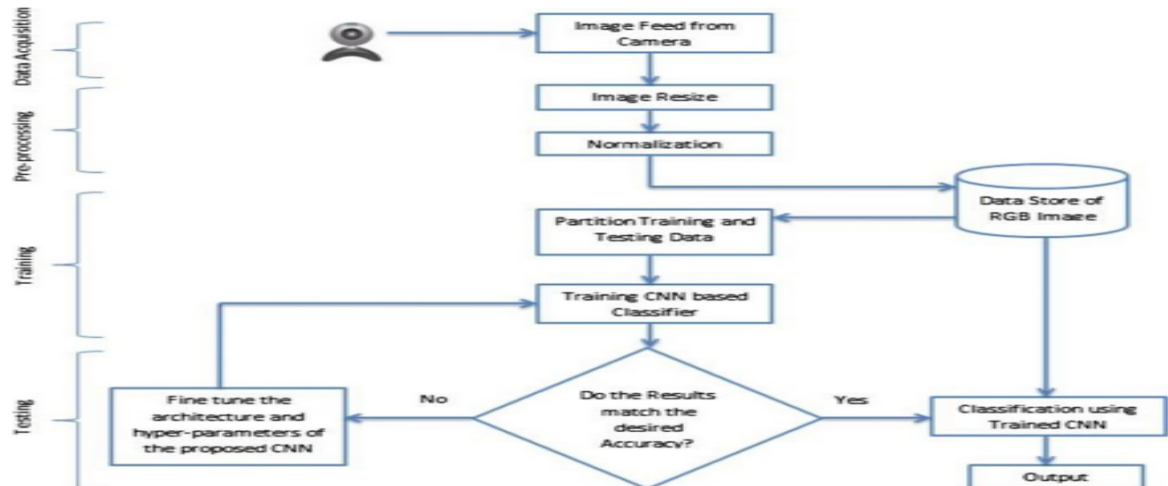 Data Acquisition
Image Feed from
Camera
Pre-processing
Image Resize
Normalization
Data Store of
RGB Image
Training
Partition Training and
Testing Data
Training CNN based
Classifier
Testing
Fine tune the
architecture and
hyper-parameters of
the proposed CNN
No
Do the Results
match the
desired
Accuracy?
Yes
Classification using
Trained CNN
Output